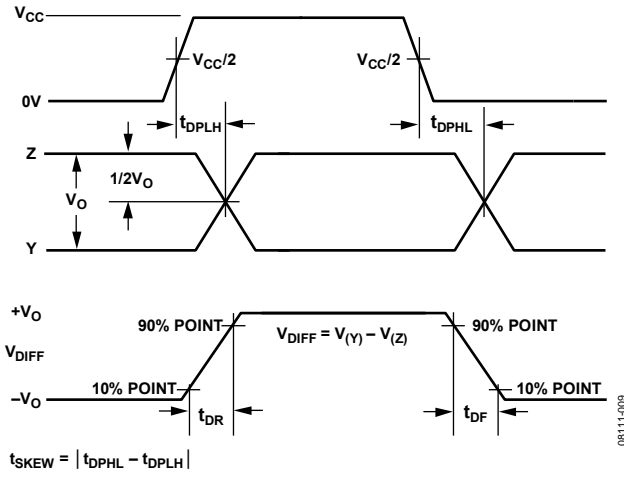 VCC
VCC/2
VCC/2
0V
tDPLH
tDPHL
Z
1/2VO
VO
Y
+VO
90% POINT
VDIFF = V(Y) – V(Z)
90% POINT
VDIFF
10% POINT
10% POINT
–VO
tDR
tDF
tSKEW = |tDPHL – tDPLH|
08111-009